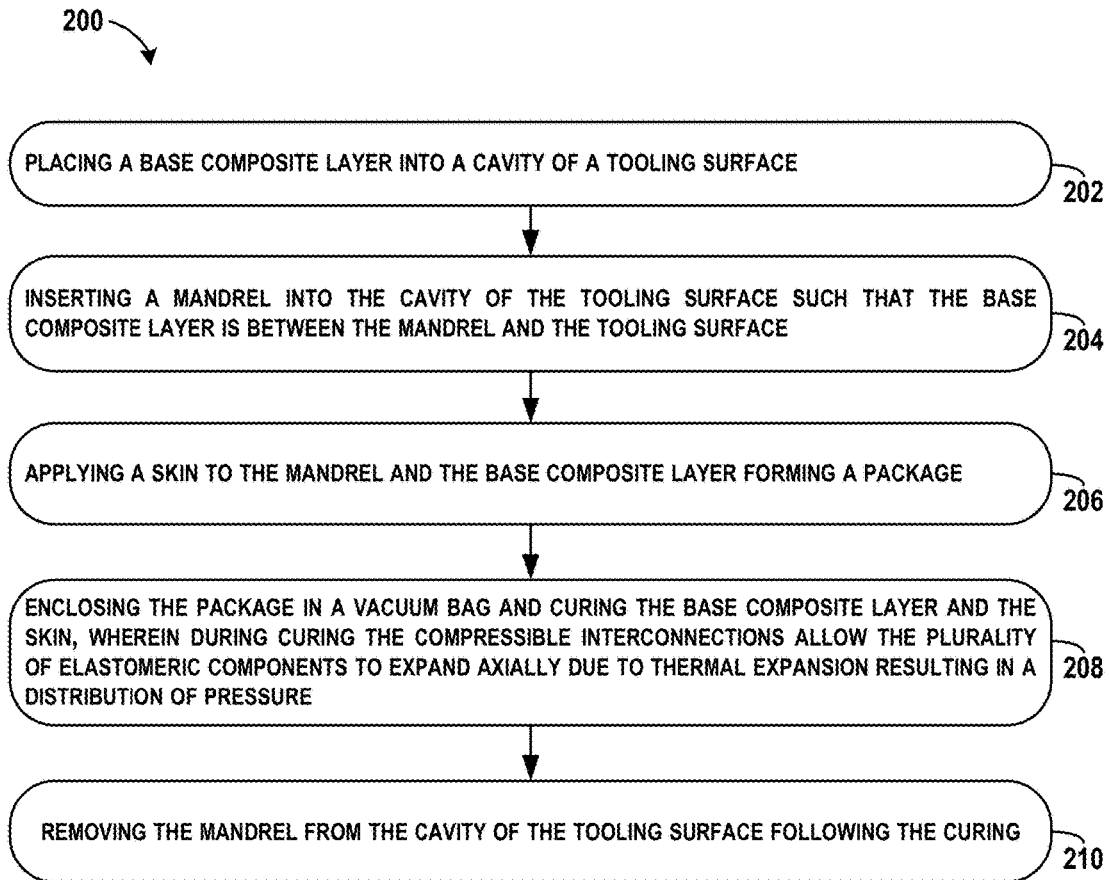 200
PLACING A BASE COMPOSITE LAYER INTO A CAVITY OF A TOOLING SURFACE
202
INSERTING A MANDREL INTO THE CAVITY OF THE TOOLING SURFACE SUCH THAT THE BASE
COMPOSITE LAYER IS BETWEEN THE MANDREL AND THE TOOLING SURFACE
204
APPLYING A SKIN TO THE MANDREL AND THE BASE COMPOSITE LAYER FORMING A PACKAGE
206
ENCLOSING THE PACKAGE IN A VACUUM BAG AND CURING THE BASE COMPOSITE LAYER AND THE
SKIN, WHEREIN DURING CURING THE COMPRESSIBLE INTERCONNECTIONS ALLOW THE PLURALITY
OF ELASTOMERIC COMPONENTS TO EXPAND AXIALLY DUE TO THERMAL EXPANSION RESULTING IN A
DISTRIBUTION OF PRESSURE
208
REMOVING THE MANDREL FROM THE CAVITY OF THE TOOLING SURFACE FOLLOWING THE CURING
210